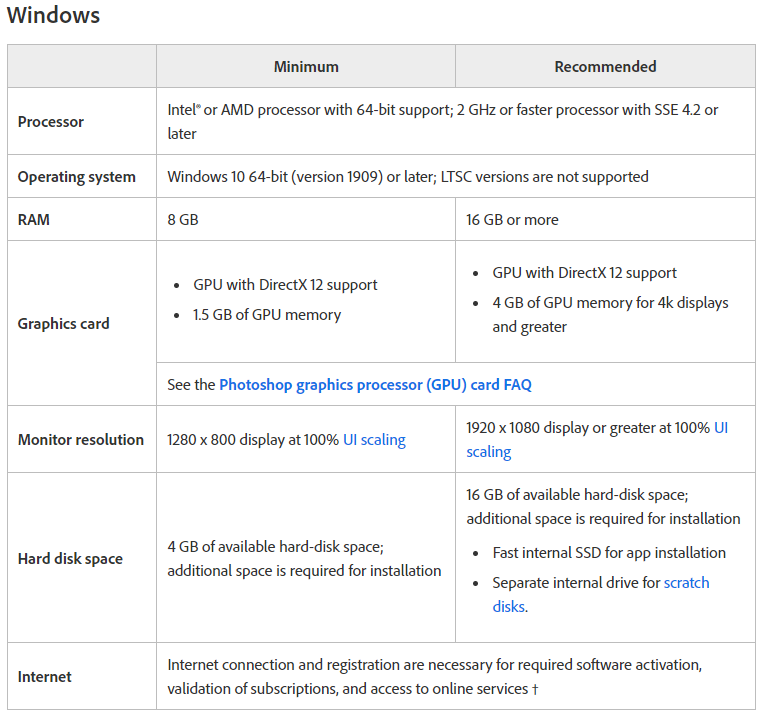 Windows
Minimum
Recommended
Processor
Intel® or AMD processor with 64-bit support; 2 GHz or faster processor with SSE 4.2 or
later
Operating system
Windows 10 64-bit (version 1909) or later; LTSC versions are not supported
RAM
8 GB
16 GB or more
Graphics card
• GPU with DirectX 12 support
• 1.5 GB of GPU memory
• GPU with DirectX 12 support
• 4 GB of GPU memory for 4k displays
and greater
See the Photoshop graphics processor (GPU) card FAQ
Monitor resolution
1280 x 800 display at 100% UI scaling
1920 x 1080 display or greater at 100% UI
scaling
Hard disk space
4 GB of available hard-disk space;
additional space is required for installation
16 GB of available hard-disk space;
additional space is required for installation
• Fast internal SSD for app installation
• Separate internal drive for scratch
disks.
Internet
Internet connection and registration are necessary for required software activation,
validation of subscriptions, and access to online services †